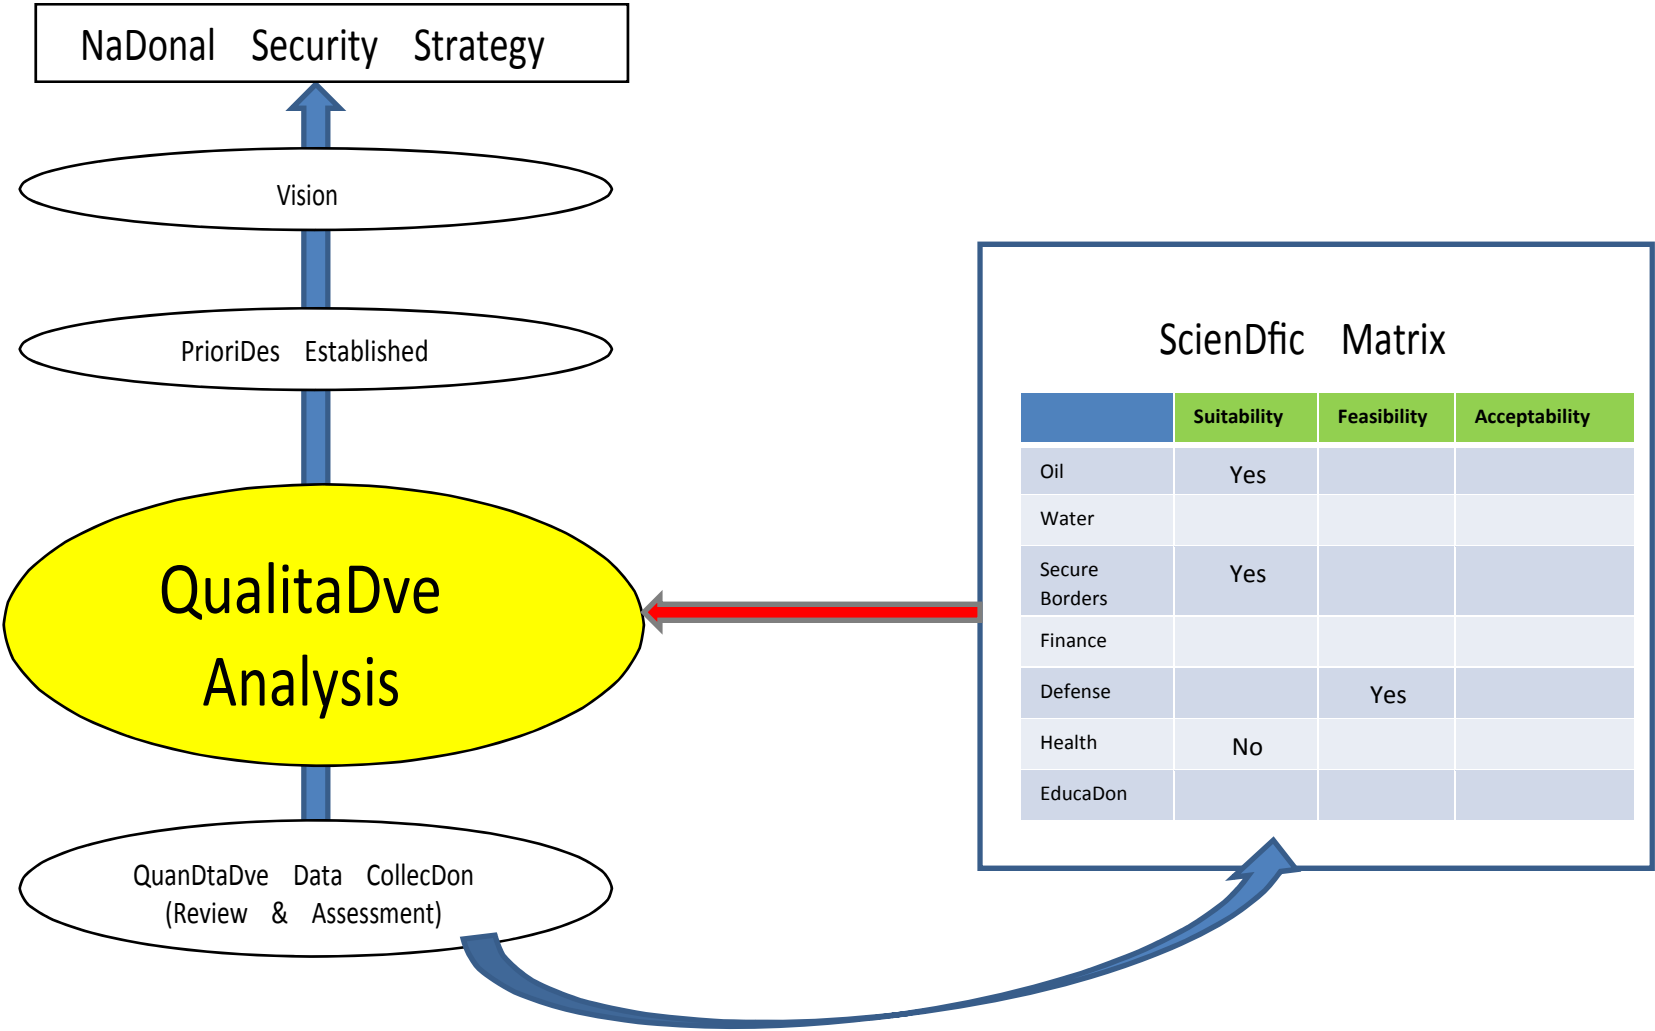 NaDonal Security Strategy
Vision
PrioriDes Established
QualitaDve
Analysis
QuanDtaDve Data CollecDon
(Review & Assessment)
ScienDfic Matrix
Suitability Feasibility Acceptability
Oil Yes
Water
Secure
Borders Yes
Finance
Defense Yes
Health No
EducaDon